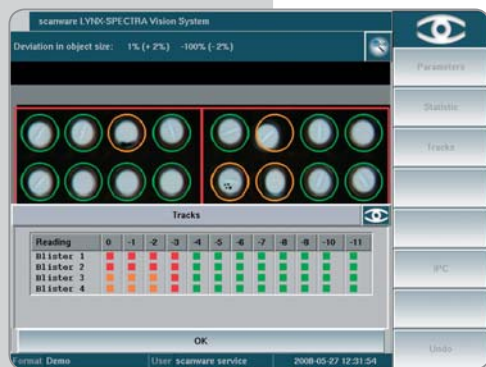 scanware LYNX-SPECTRA Vision System
Deviation in object size: 1% (+ 2%) -100% (- 2%)
Parameters
Statistic
Tracks
Tracks
Reading 0 -1 -2 -3 -4 -5 -6 -7 -8 -9 -10 -11
Blister 1
Blister 2
Blister 3
Blister 4
IPC
OK
Undo
Format Demo User scanware service 2008-05-27 12:31:54